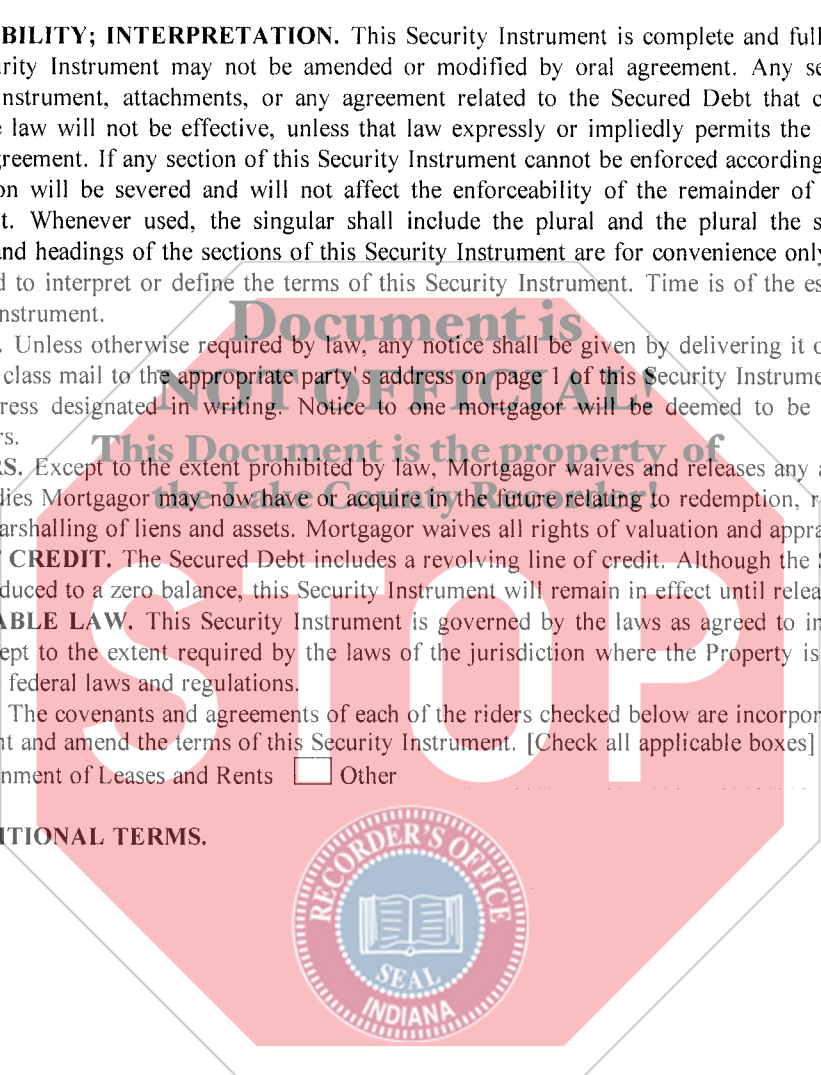 BILITY; INTERPRETATION. This Security Instrument is complete and full
rity Instrument may not be amended or modified by oral agreement. Any se
nstrument, attachments, or any agreement related to the Secured Debt that c
e law will not be effective, unless that law expressly or impliedly permits the
greement. If any section of this Security Instrument cannot be enforced according
on will be severed and will not affect the enforceability of the remainder of
t. Whenever used, the singular shall include the plural and the plural the s
nd headings of the sections of this Security Instrument are for convenience only
d to interpret or define the terms of this Security Instrument. Time is of the es
nstrument.
Document is
. Unless otherwise required by law, any notice shall be given by delivering it o
class mail to the appropriate party's address on page 1 of this Security Instrume
NOT OFFICIAL!
ress designated in writing. Notice to one mortgagor will be deemed to be
rs.
This Document is the property of
RS. Except to the extent prohibited by law, Mortgagor waives and releases any a
dies Mortgagor may now have or acquire in the future relating to redemption, r
the Lake County Recorder!
arshalling of liens and assets. Mortgagor waives all rights of valuation and appra
CREDIT. The Secured Debt includes a revolving line of credit. Although the S
duced to a zero balance, this Security Instrument will remain in effect until relea
ABLE LAW. This Security Instrument is governed by the laws as agreed to in
ept to the extent required by the laws of the jurisdiction where the Property is
federal laws and regulations.
STOP
The covenants and agreements of each of the riders checked below are incorpor
nt and amend the terms of this Security Instrument. [Check all applicable boxes]
nment of Leases and Rents Other
ITIONAL TERMS.
RECORDER'S OFFICE
SEAL
INDIANA